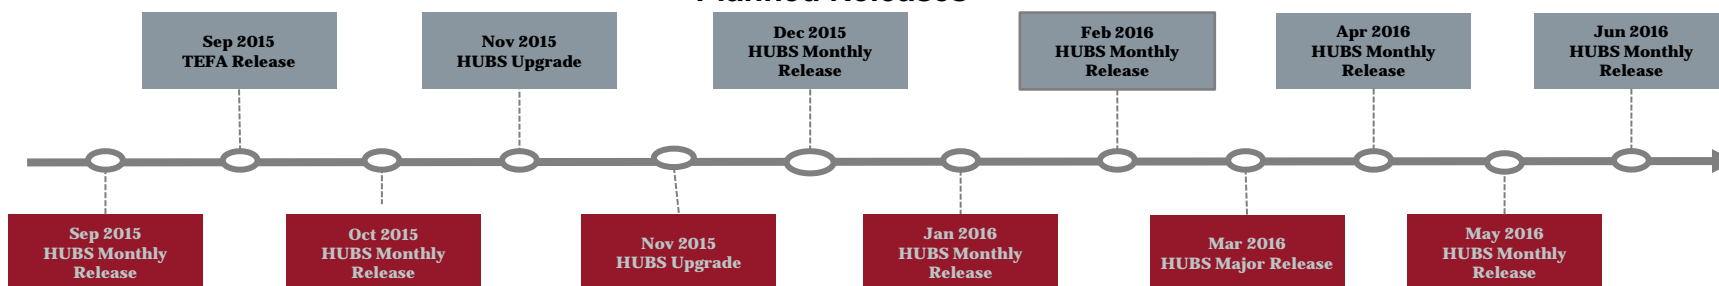 Planned Releases
Sep 2015
TEFA Release
Nov 2015
HUBS Upgrade
Dec 2015
HUBS Monthly
Release
Feb 2016
HUBS Monthly
Release
Apr 2016
HUBS Monthly
Release
Jun 2016
HUBS Monthly
Release
Sep 2015
HUBS Monthly
Release
Oct 2015
HUBS Monthly
Release
Nov 2015
HUBS Upgrade
Jan 2016
HUBS Monthly
Release
Mar 2016
HUBS Major Release
May 2016
HUBS Monthly
Release